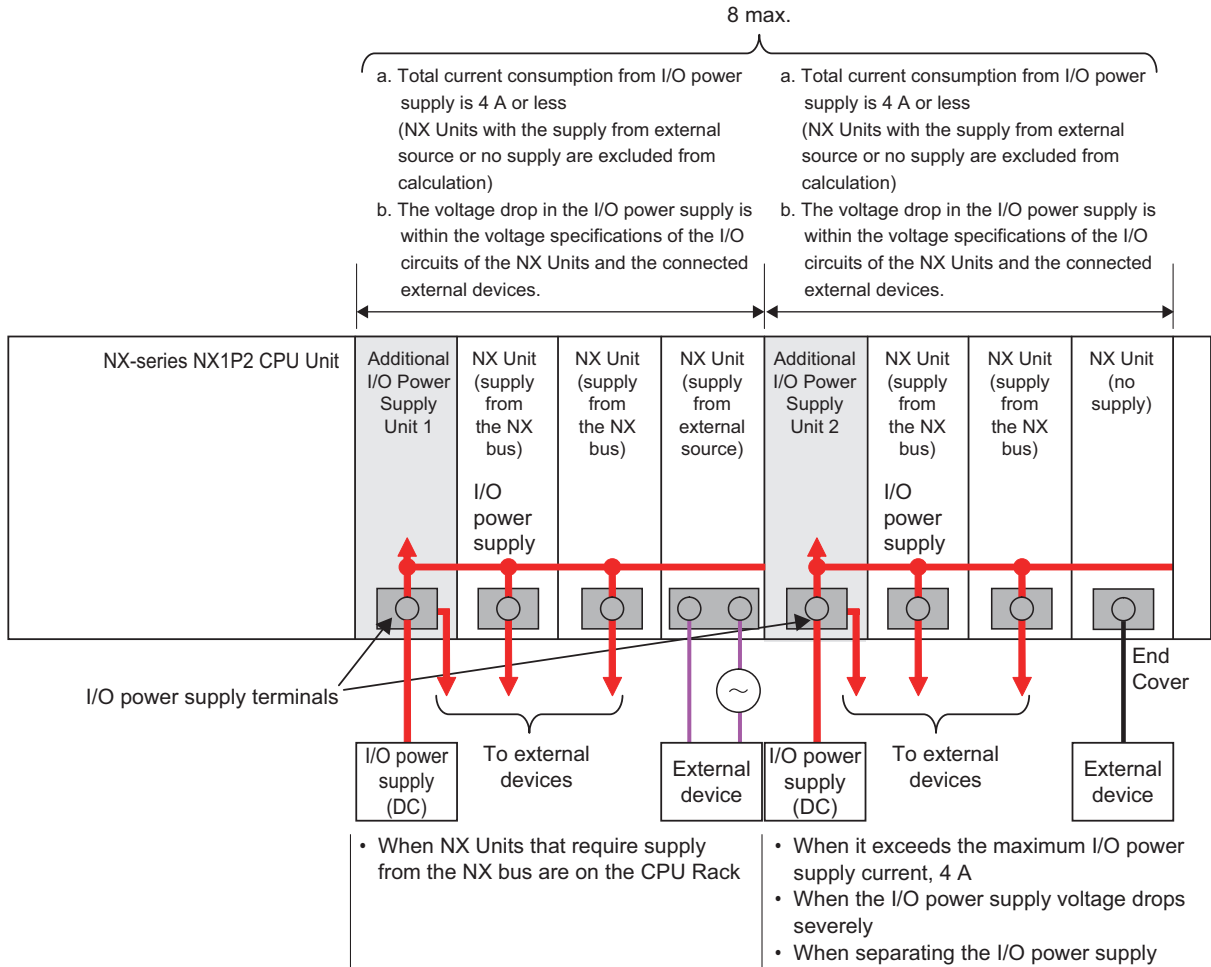 8 max.
a. Total current consumption from I/O power
supply is 4 A or less
(NX Units with the supply from external
source or no supply are excluded from
calculation)
b. The voltage drop in the I/O power supply is
within the voltage specifications of the I/O
circuits of the NX Units and the connected
external devices.
a. Total current consumption from I/O power
supply is 4 A or less
(NX Units with the supply from external
source or no supply are excluded from
calculation)
b. The voltage drop in the I/O power supply is
within the voltage specifications of the I/O
circuits of the NX Units and the connected
external devices.
NX-series NX1P2 CPU Unit
Additional
I/O Power
Supply
Unit 1
NX Unit
(supply
from
the NX
bus)
NX Unit
(supply
from
the NX
bus)
NX Unit
(supply
from
external
source)
Additional
I/O Power
Supply
Unit 2
NX Unit
(supply
from
the NX
bus)
NX Unit
(supply
from
the NX
bus)
NX Unit
(no
supply)
I/O
power
supply
I/O
power
supply
I/O power supply terminals
End
Cover
I/O power
supply
(DC)
To external
devices
External
device
I/O power
supply
(DC)
To external
devices
External
device
• When NX Units that require supply
from the NX bus are on the CPU Rack
• When it exceeds the maximum I/O power
supply current, 4 A
• When the I/O power supply voltage drops
severely
• When separating the I/O power supply